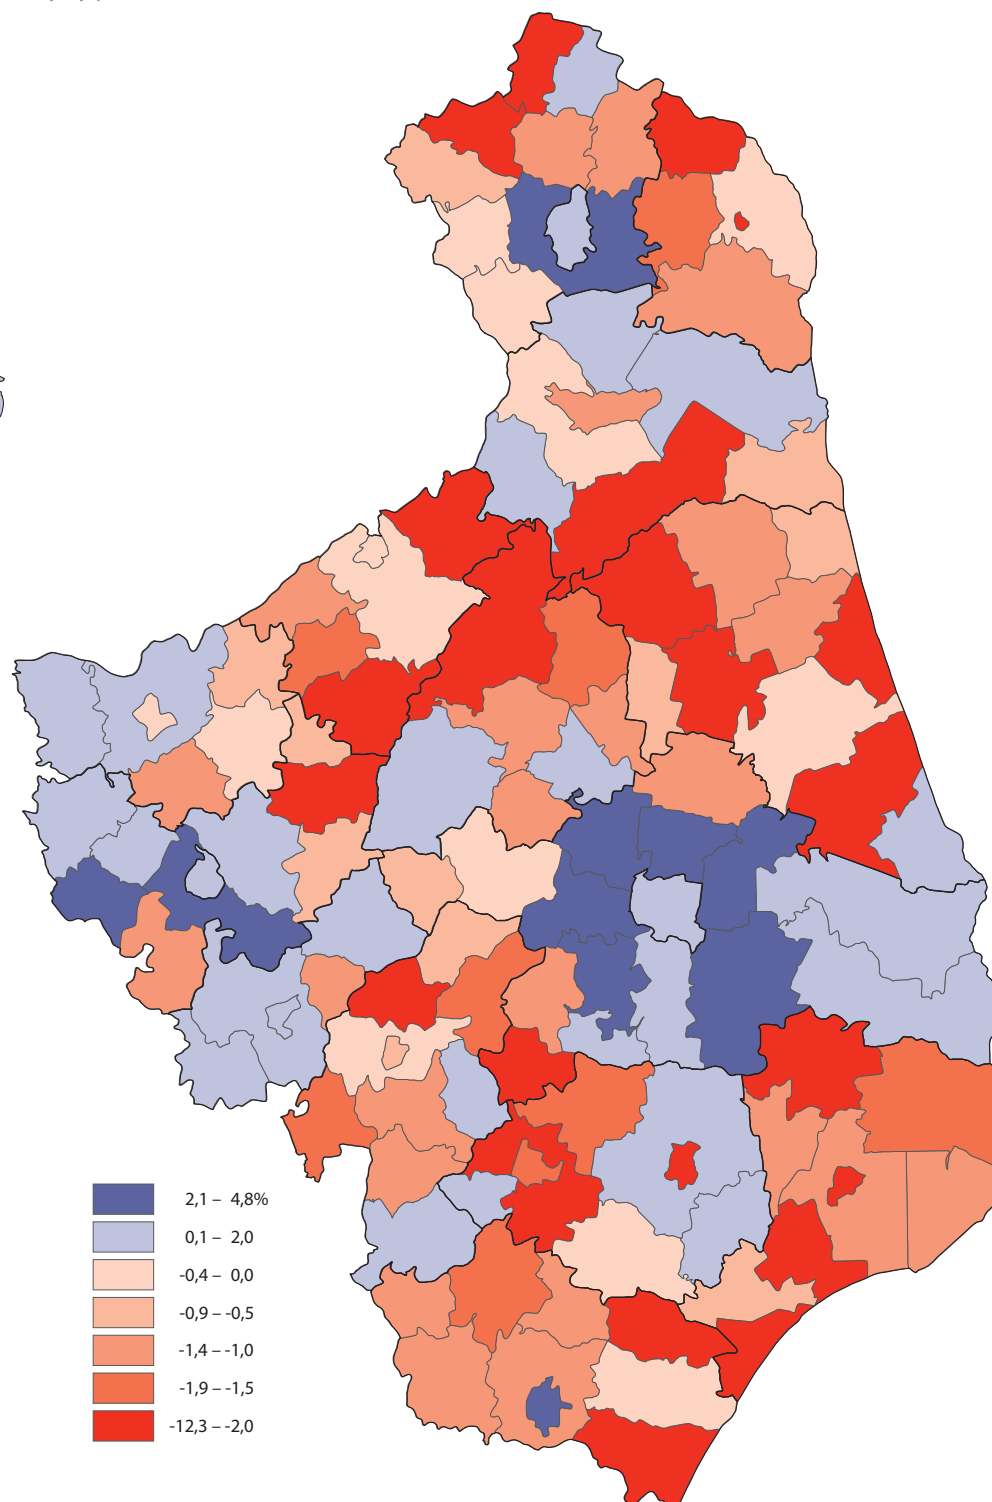 2,1 – 4,8%
0,1 – 2,0
-0,4 – 0,0
-0,9 – -0,5
-1,4 – -1,0
-1,9 – -1,5
-12,3 – -2,0